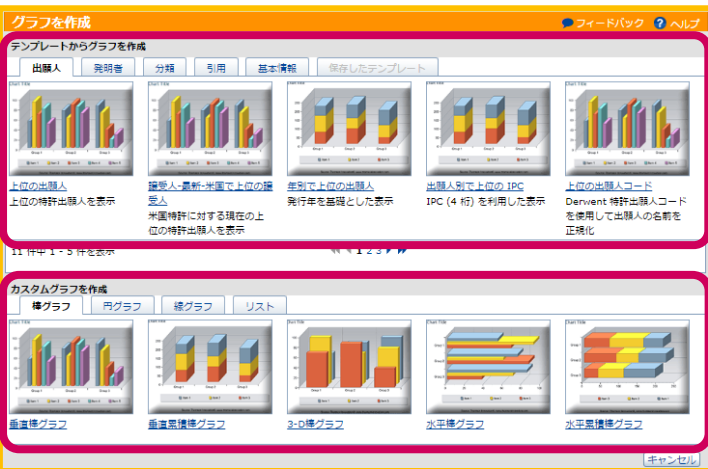 グラフを作成
フィードバック ? ヘルプ
テンプレートからグラフを作成
出願人 発明者 分類 引用 基本情報 保存したテンプレート
上位の出願人
上位の特許出願人を表示
譲受人-最新-米国で上位の譲
受人
米国特許に対する現在の上
位の特許出願人を表示
年別で上位の出願人
発行年を基礎とした表示
出願人別で上位の IPC
IPC (4 桁) を利用した表示
上位の出願人コード
Derwent 特許出願人コード
を使用して出願人の名前を
正規化
11 件中 1 - 5 件を表示
1 2 3
カスタムグラフを作成
棒グラフ 円グラフ 線グラフ リスト
垂直棒グラフ
垂直累積棒グラフ
3-D棒グラフ
水平棒グラフ
水平累積棒グラフ
キャンセル